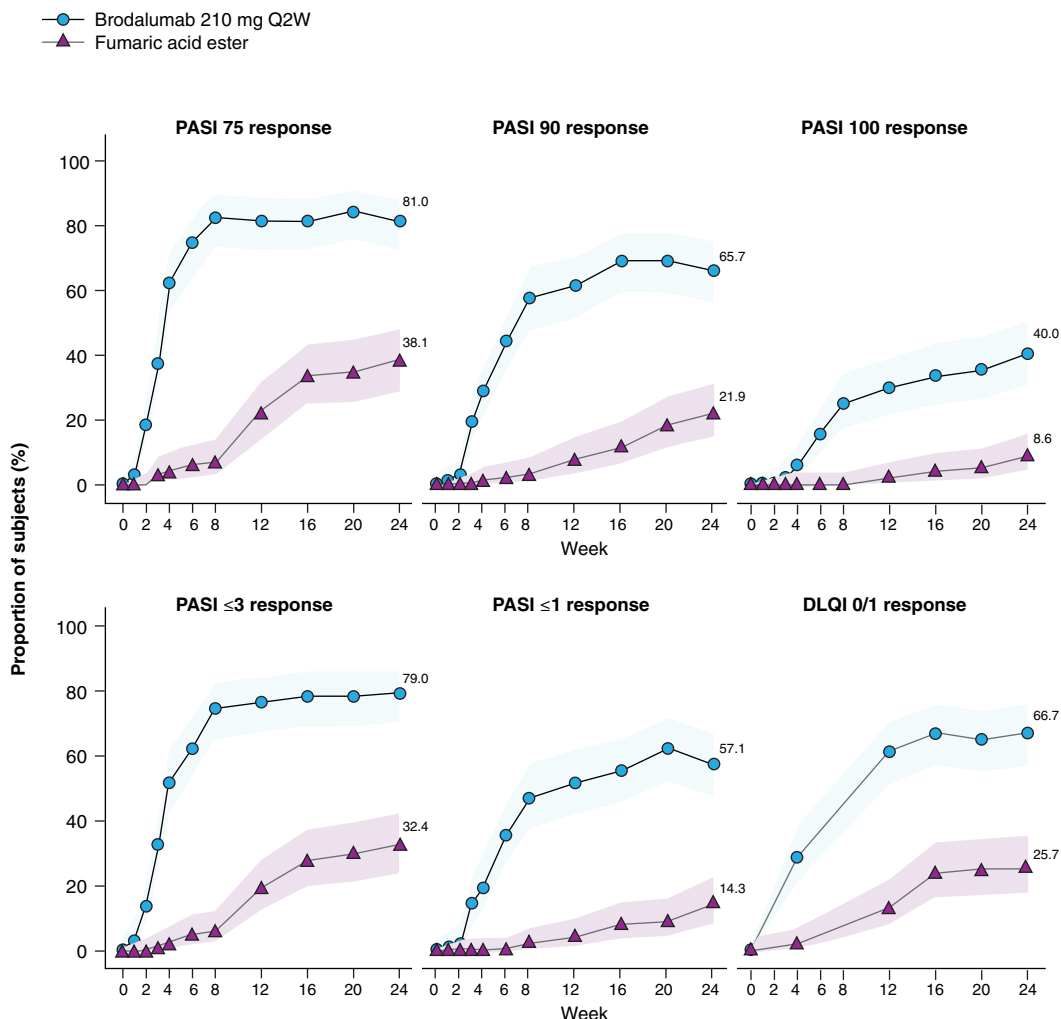 Brodalumab 210 mg Q2W
Fumaric acid ester
Proportion of subjects (%)
PASI 75 response
100
80
60
40
20
0
81.0
38.1
0 2 4 6 8 12 16 20 24
PASI 90 response
65.7
21.9
0 2 4 6 8 12 16 20 24
Week
PASI 100 response
40.0
8.6
0 2 4 6 8 12 16 20 24
PASI ≤3 response
100
80
60
40
20
0
79.0
32.4
0 2 4 6 8 12 16 20 24
PASI ≤1 response
57.1
14.3
0 2 4 6 8 12 16 20 24
Week
DLQI 0/1 response
66.7
25.7
0 2 4 6 8 12 16 20 24